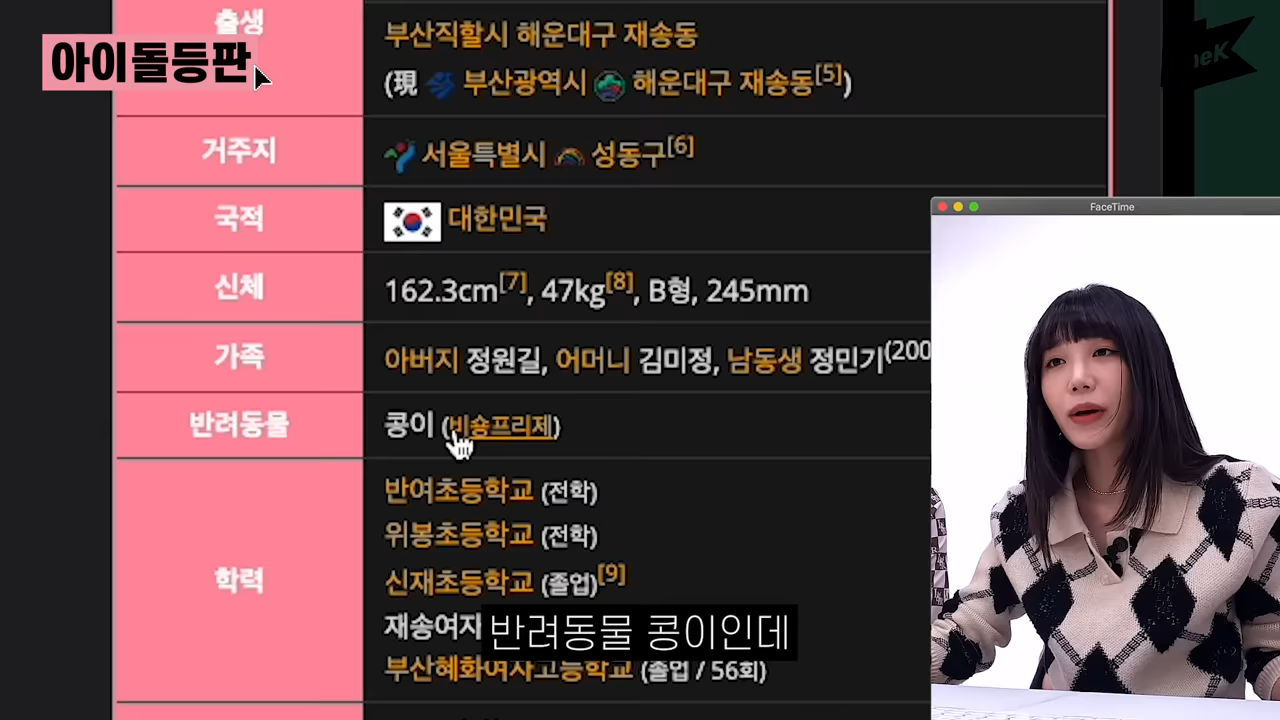 아이돌등판
출생
부산직할시 해운대구 재송동
(現 부산광역시 해운대구 재송동[5])
거주지
서울특별시 성동구[6]
국적
대한민국
신체
162.3cm[7], 47kg[8], B형, 245mm
가족
아버지 정원길, 어머니 김미정, 남동생 정민기(200
반려동물
콩이 (비숑프리제)
학력
반여초등학교 (전학)
위봉초등학교 (전학)
신재초등학교 (졸업)[9]
재송여자
부산혜화여자고등학교 (졸업 / 56회)
반려동물 콩이인데
FaceTime